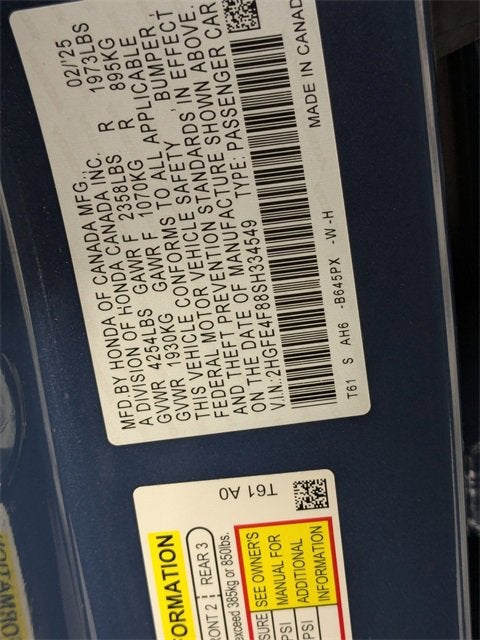 MFD BY HONDA OF CANADA MFG., 02/'25
A DIVISION OF HONDA CANADA INC.
GVWR 4254LBS GAWR F 2358LBS R 1973LBS
GVWR 1930KG GAWR F 1070KG R 895KG
THIS VEHICLE CONFORMS TO ALL APPLICABLE
FEDERAL MOTOR VEHICLE SAFETY , BUMPER ,
AND THEFT PREVENTION STANDARDS IN EFFECT
ON THE DATE OF MANUFACTURE SHOWN ABOVE.
V.I.N.:2HGFE4F88SH334549 TYPE: PASSENGER CAR
MADE IN CANAD
T61 S AH6 -B645PX -W -H
T61 A0
FORMATION
RONT 2 REAR 3
exceed 385kg or 850lbs.
SURE SEE OWNER'S
PSI MANUAL FOR
ADDITIONAL
PSI INFORMATION